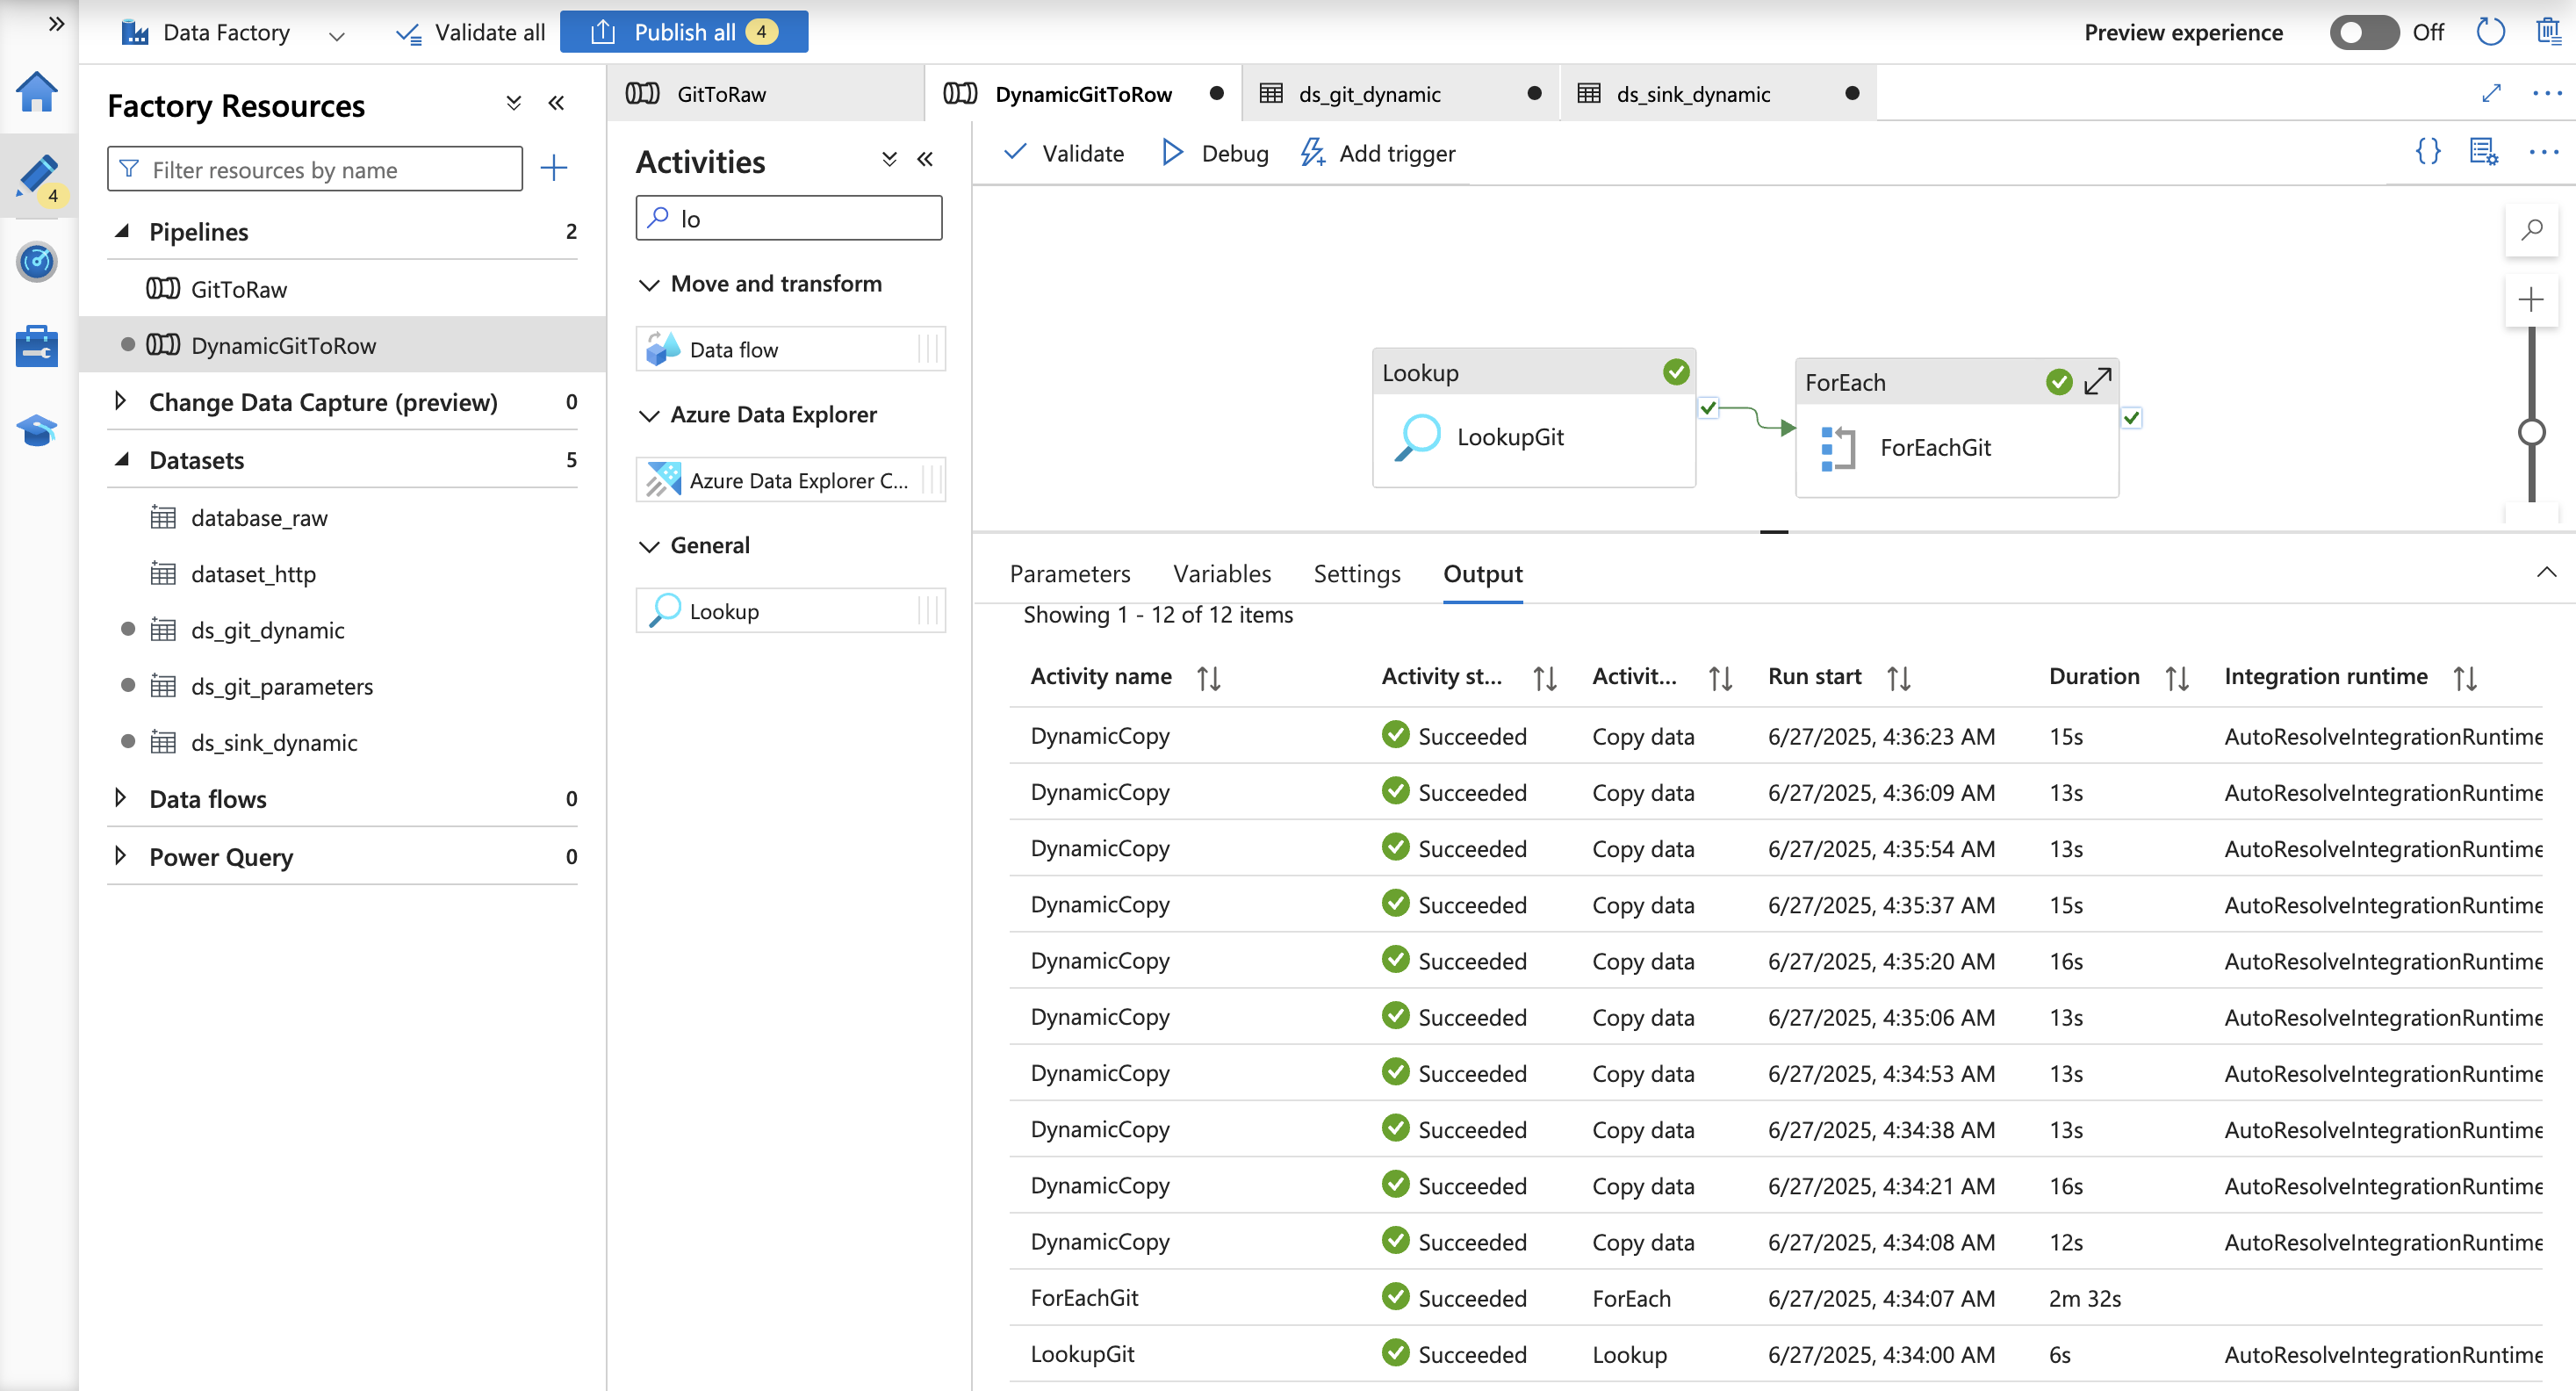 Data Factory
Validate all
Publish all 4
Preview experience
Off
4
Factory Resources
Filter resources by name
Pipelines 2
GitToRaw
DynamicGitToRow
Change Data Capture (preview) 0
Datasets 5
database_raw
dataset_http
ds_git_dynamic
ds_git_parameters
ds_sink_dynamic
Data flows 0
Power Query 0
GitToRaw
DynamicGitToRow
ds_git_dynamic
ds_sink_dynamic
Activities
lo
Move and transform
Data flow
Azure Data Explorer
Azure Data Explorer C...
General
Lookup
Validate
Debug
Add trigger
{}
Lookup
LookupGit
ForEach
ForEachGit
Parameters Variables Settings Output
Showing 1 - 12 of 12 items
Activity name Activity st... Activit... Run start Duration Integration runtime
DynamicCopy Succeeded Copy data 6/27/2025, 4:36:23 AM 15s AutoResolveIntegrationRuntime
DynamicCopy Succeeded Copy data 6/27/2025, 4:36:09 AM 13s AutoResolveIntegrationRuntime
DynamicCopy Succeeded Copy data 6/27/2025, 4:35:54 AM 13s AutoResolveIntegrationRuntime
DynamicCopy Succeeded Copy data 6/27/2025, 4:35:37 AM 15s AutoResolveIntegrationRuntime
DynamicCopy Succeeded Copy data 6/27/2025, 4:35:20 AM 16s AutoResolveIntegrationRuntime
DynamicCopy Succeeded Copy data 6/27/2025, 4:35:06 AM 13s AutoResolveIntegrationRuntime
DynamicCopy Succeeded Copy data 6/27/2025, 4:34:53 AM 13s AutoResolveIntegrationRuntime
DynamicCopy Succeeded Copy data 6/27/2025, 4:34:38 AM 13s AutoResolveIntegrationRuntime
DynamicCopy Succeeded Copy data 6/27/2025, 4:34:21 AM 16s AutoResolveIntegrationRuntime
DynamicCopy Succeeded Copy data 6/27/2025, 4:34:08 AM 12s AutoResolveIntegrationRuntime
ForEachGit Succeeded ForEach 6/27/2025, 4:34:07 AM 2m 32s
LookupGit Succeeded Lookup 6/27/2025, 4:34:00 AM 6s AutoResolveIntegrationRuntime